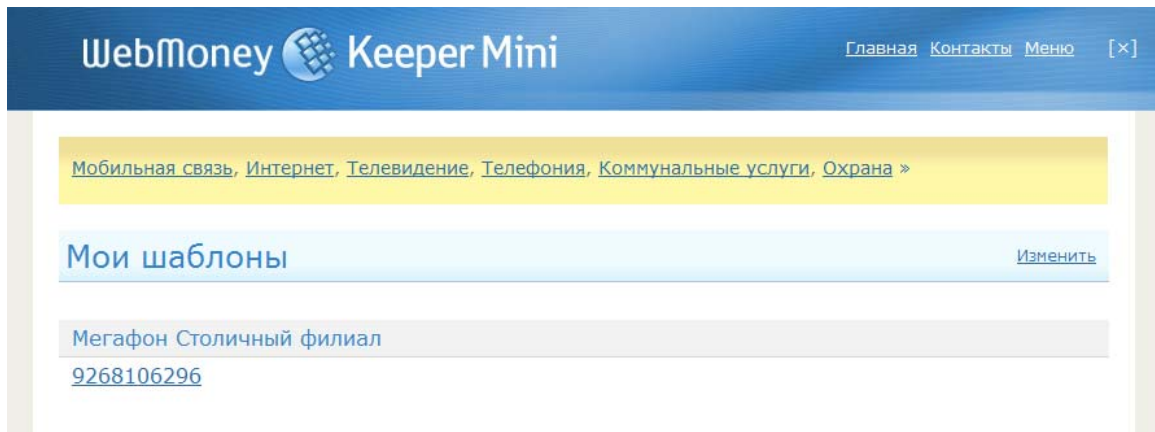 WebMoney Keeper Mini
Главная Контакты Меню [×]
Мобильная связь, Интернет, Телевидение, Телефония, Коммунальные услуги, Охрана »
Мои шаблоны
Изменить
Мегафон Столичный филиал
9268106296